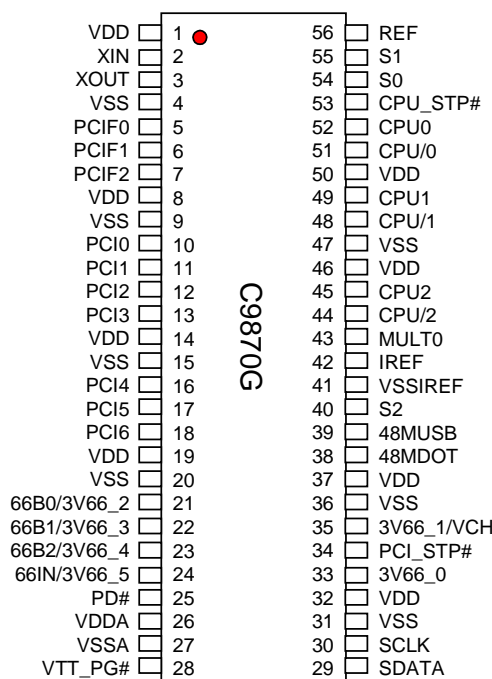 VDD 1 56 REF
XIN 2 55 S1
XOUT 3 54 S0
VSS 4 53 CPU_STP#
PCIF0 5 52 CPU0
PCIF1 6 51 CPU/0
PCIF2 7 50 VDD
VDD 8 49 CPU1
VSS 9 48 CPU/1
PCI0 10 47 VSS
PCI1 11 46 VDD
PCI2 12 45 CPU2
PCI3 13 44 CPU/2
VDD 14 43 MULT0
VSS 15 42 IREF
PCI4 16 41 VSSIREF
PCI5 17 40 S2
PCI6 18 39 48MUSB
VDD 19 38 48MDOT
VSS 20 37 VDD
66B0/3V66_2 21 36 VSS
66B1/3V66_3 22 35 3V66_1/VCH
66B2/3V66_4 23 34 PCI_STP#
66IN/3V66_5 24 33 3V66_0
PD# 25 32 VDD
VDDA 26 31 VSS
VSSA 27 30 SCLK
VTT_PG# 28 29 SDATA
C9870G